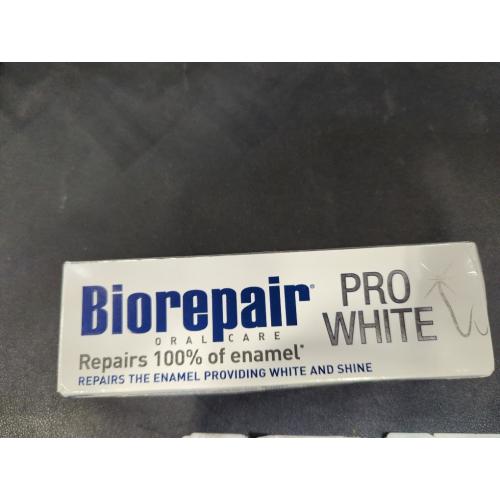 Biorepair®
ORAL CARE
PRO
WHITE
Repairs 100% of enamel*
REPAIRS THE ENAMEL PROVIDING WHITE AND SHINE